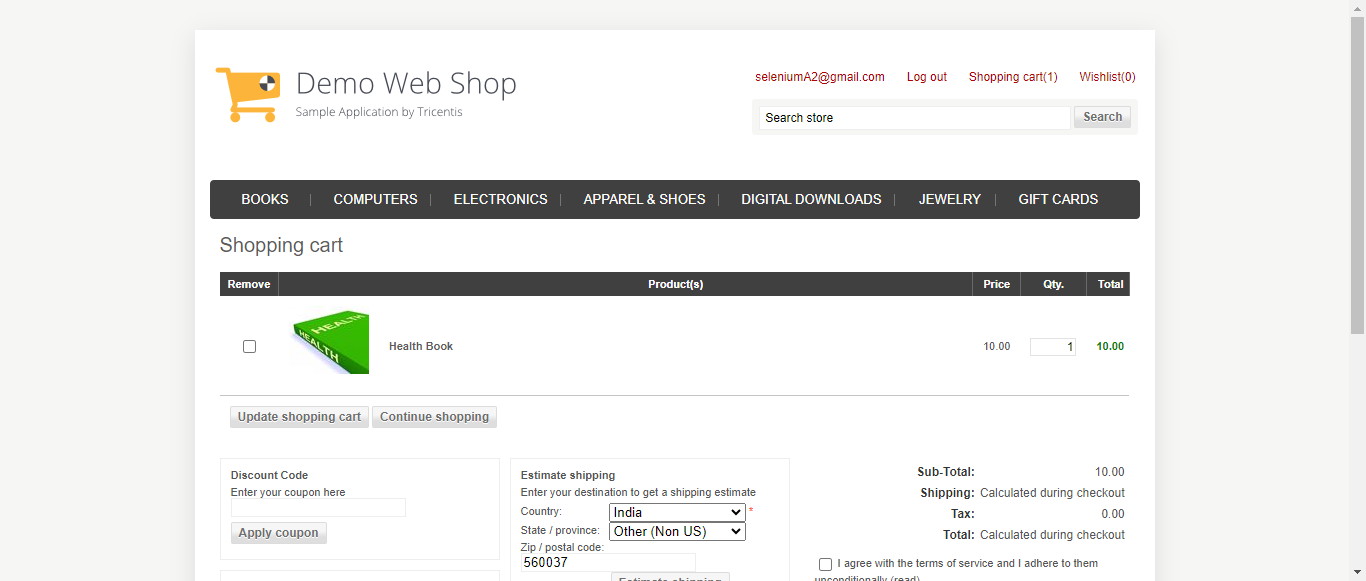 Demo Web Shop
Sample Application by Tricentis
seleniumA2@gmail.com Log out Shopping cart(1) Wishlist(0)
Search store Search
BOOKS COMPUTERS ELECTRONICS APPAREL & SHOES DIGITAL DOWNLOADS JEWELRY GIFT CARDS
Shopping cart
Remove Product(s) Price Qty. Total
HEALTH
HEALTH
Health Book 10.00 1 10.00
Update shopping cart Continue shopping
Discount Code
Enter your coupon here
Apply coupon
Estimate shipping
Enter your destination to get a shipping estimate
Country: India *
State / province: Other (Non US)
Zip / postal code:
560037
Estimate shipping
Sub-Total: 10.00
Shipping: Calculated during checkout
Tax: 0.00
Total: Calculated during checkout
I agree with the terms of service and I adhere to them
unconditionally (read)